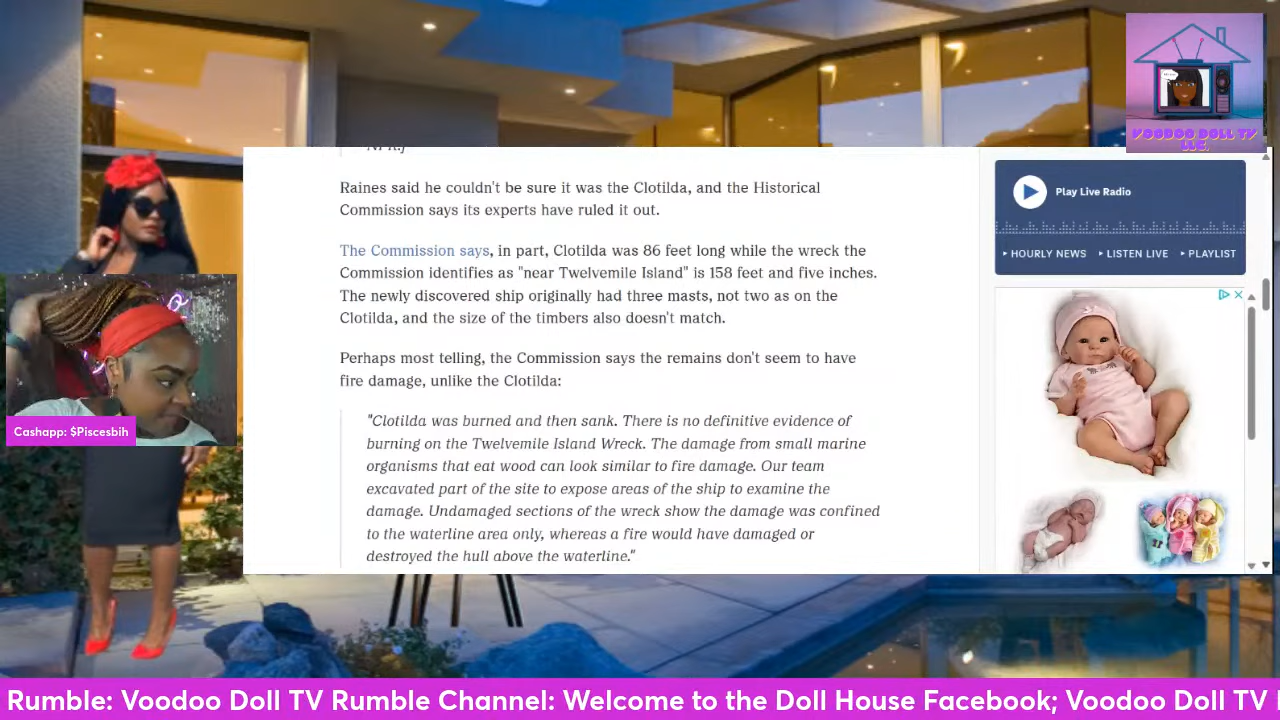 VOODOO DOLL TV
LLC.
Raines said he couldn't be sure it was the Clotilda, and the Historical
Commission says its experts have ruled it out.
The Commission says, in part, Clotilda was 86 feet long while the wreck the
Commission identifies as "near Twelvemile Island" is 158 feet and five inches.
The newly discovered ship originally had three masts, not two as on the
Clotilda, and the size of the timbers also doesn't match.
Perhaps most telling, the Commission says the remains don't seem to have
fire damage, unlike the Clotilda:
"Clotilda was burned and then sank. There is no definitive evidence of
burning on the Twelvemile Island Wreck. The damage from small marine
organisms that eat wood can look similar to fire damage. Our team
excavated part of the site to expose areas of the ship to examine the
damage. Undamaged sections of the wreck show the damage was confined
to the waterline area only, whereas a fire would have damaged or
destroyed the hull above the waterline."
Play Live Radio
HOURLY NEWS LISTEN LIVE PLAYLIST
Cashapp: $Piscesbih
Rumble: Voodoo Doll TV Rumble Channel: Welcome to the Doll House Facebook; Voodoo Doll TV